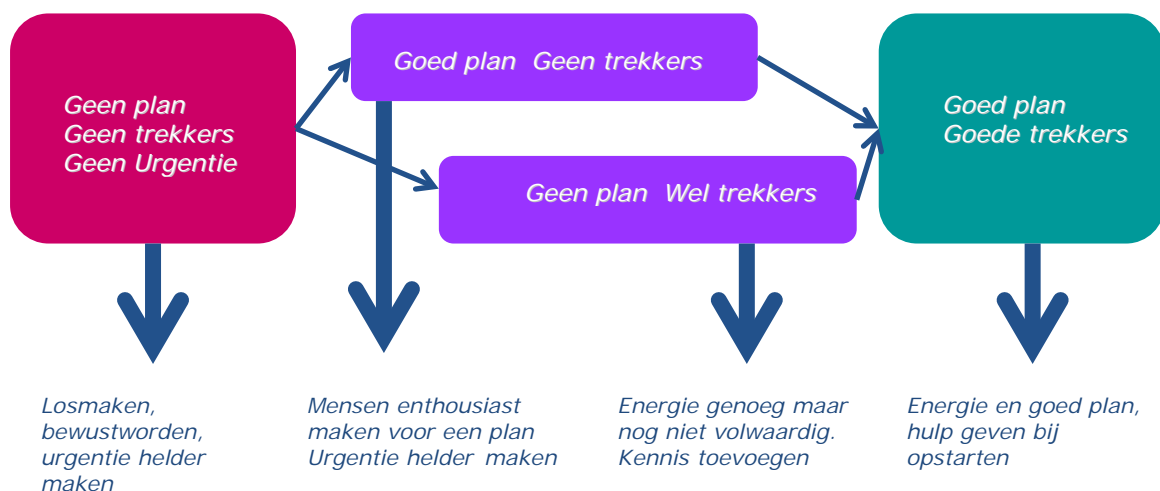 Geen plan
Geen trekkers
Geen Urgentie
Goed plan Geen trekkers
Geen plan Wel trekkers
Goed plan
Goede trekkers
Losmaken,
bewustworden,
urgentie helder
maken
Mensen enthousiast
maken voor een plan
Urgentie helder maken
Energie genoeg maar
nog niet volwaardig.
Kennis toevoegen
Energie en goed plan,
hulp geven bij
opstarten